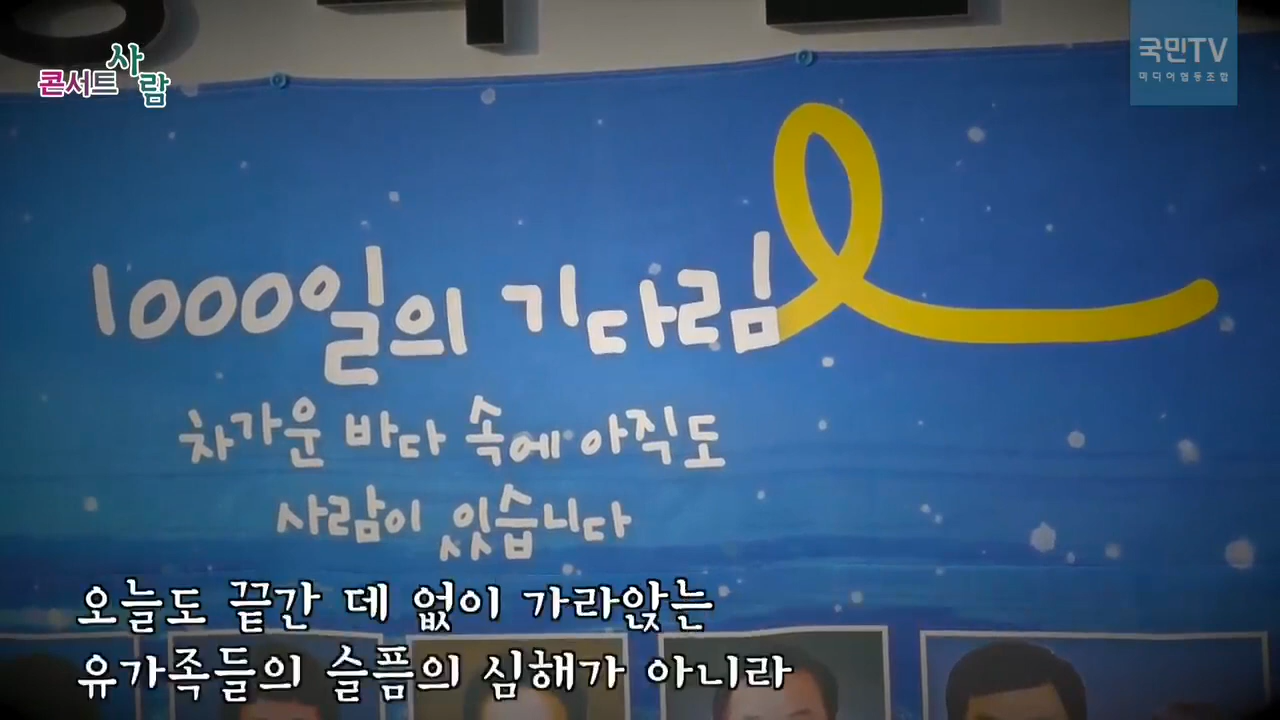 콘서트 사람
국민TV
미디어협동조합
1000일의 기다림
차가운 바다 속에 아직도
사람이 있습니다
오늘도 끝간 데 없이 가라앉는
유가족들의 슬픔의 심해가 아니라